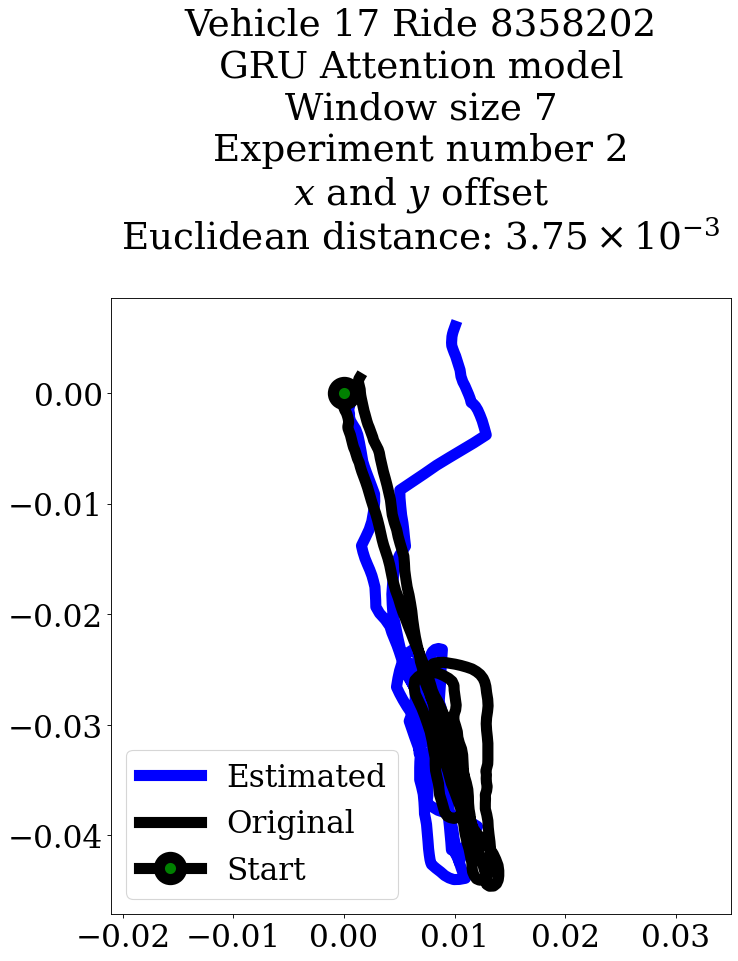 Vehicle 17 Ride 8358202
GRU Attention model
Window size 7
Experiment number 2
x and y offset
Euclidean distance: 3.75 × 10⁻³
0.00
−0.01
−0.02
−0.03
−0.04
Estimated
Original
Start
−0.02 −0.01 0.00 0.01 0.02 0.03